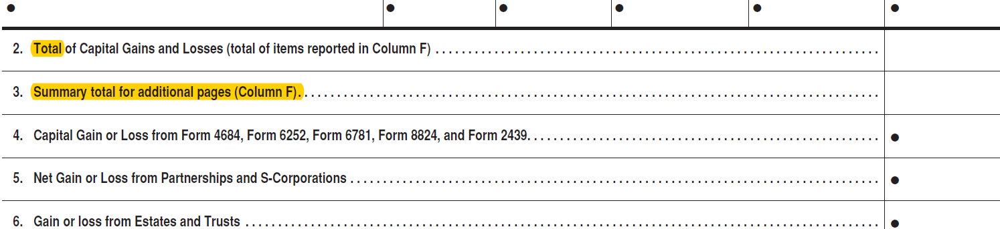 2. Total of Capital Gains and Losses (total of items reported in Column F) ....................................................................
3. Summary total for additional pages (Column F). ........................................................................................
4. Capital Gain or Loss from Form 4684, Form 6252, Form 6781, Form 8824, and Form 2439. .....................................................
5. Net Gain or Loss from Partnerships and S-Corporations .................................................................................
6. Gain or loss from Estates and Trusts .................................................................................................